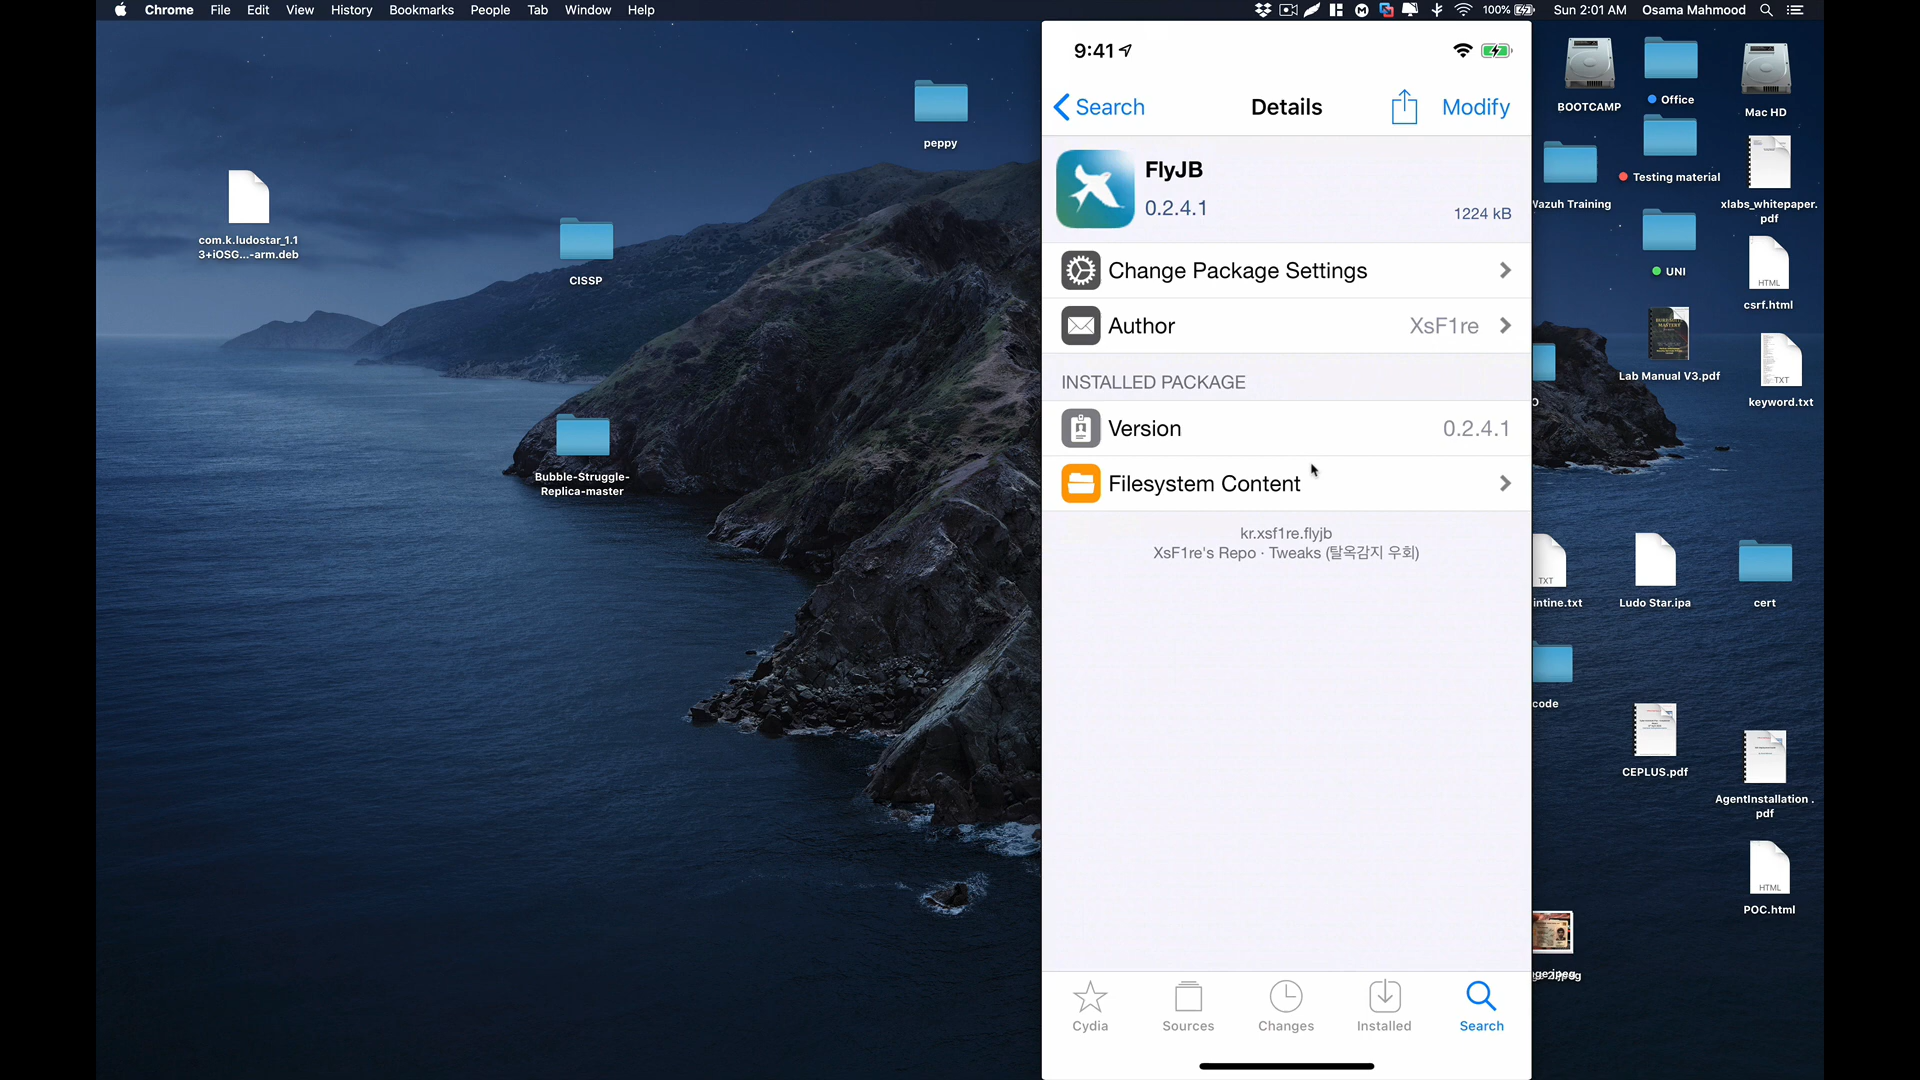 Chrome File Edit View History Bookmarks People Tab Window Help
100% Sun 2:01 AM Osama Mahmood
peppy
com.k.ludostar_1.1
3+iOSG...-arm.deb
CISSP
Bubble-Struggle-
Replica-master
9:41
Search Details Modify
FlyJB
0.2.4.1
1224 kB
Change Package Settings
Author XsF1re
INSTALLED PACKAGE
Version 0.2.4.1
Filesystem Content
kr.xsf1re.flyjb
XsF1re's Repo · Tweaks (탈옥감지 우회)
Cydia Sources Changes Installed Search
BOOTCAMP
Office
Mac HD
Testing material
Wazuh Training
xlabs_whitepaper.
pdf
UNI
HTML
csrf.html
Lab Manual V3.pdf
TXT
keyword.txt
TXT
intine.txt
Ludo Star.ipa
cert
code
CEPLUS.pdf
AgentInstallation .
pdf
HTML
POC.html